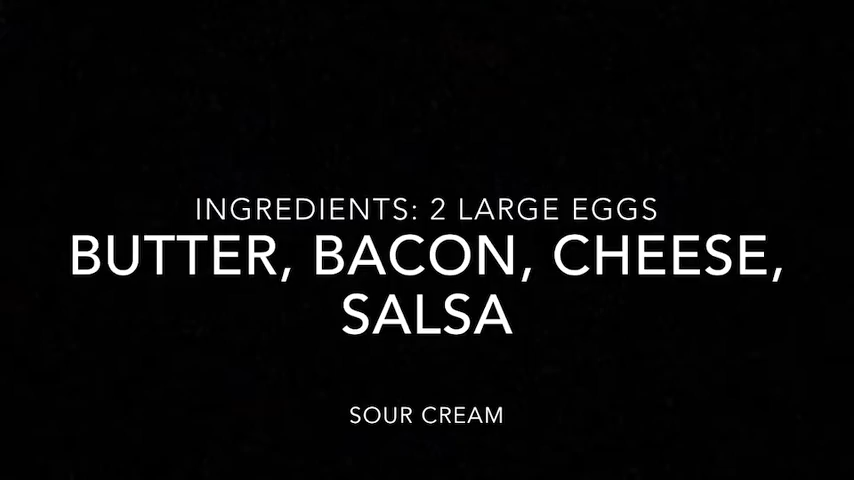 INGREDIENTS: 2 LARGE EGGS
BUTTER, BACON, CHEESE,
SALSA
SOUR CREAM